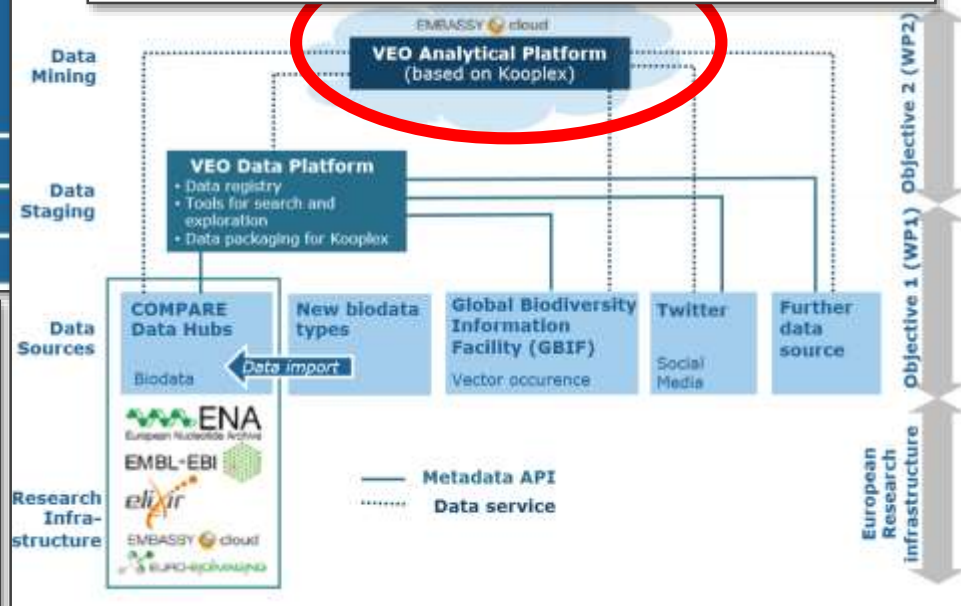 EMBASSY cloud
VEO Analytical Platform
(based on Kooplex)
Data
Mining
Objective 2 (WP2)
VEO Data Platform
• Data registry
• Tools for search and
exploration
• Data packaging for Kooplex
Data
Staging
COMPARE
Data Hubs
Biodata
New biodata
types
Data import
Global Biodiversity
Information
Facility (GBIF)
Vector occurence
Twitter
Social
Media
Further
data
source
Data
Sources
Objective 1 (WP1)
ENA
European Nucleotide Archive
EMBL-EBI
elixir
EMBASSY cloud
EURO-BIOIMAGING
Metadata API
Data service
Research
Infra-
structure
European
Research
infrastructure